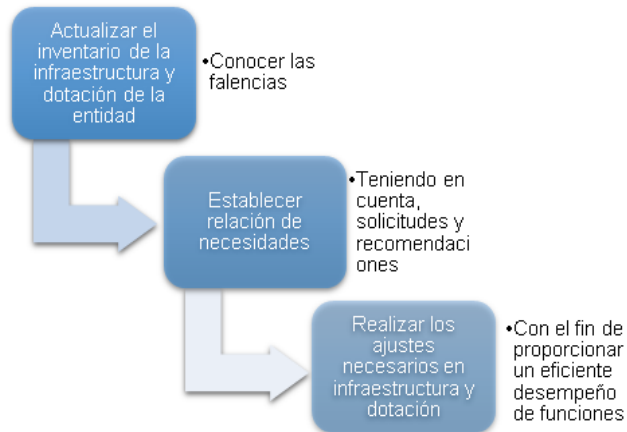 Actualizar el
inventario de la
infraestructura y
dotación de la
entidad
•Conocer las
falencias
Establecer
relación de
necesidades
•Teniendo en
cuenta,
solicitudes y
recomendaci
ones
Realizar los
ajustes
necesarios en
infraestructura y
dotación
•Con el fin de
proporcionar
un eficiente
desempeño
de funciones